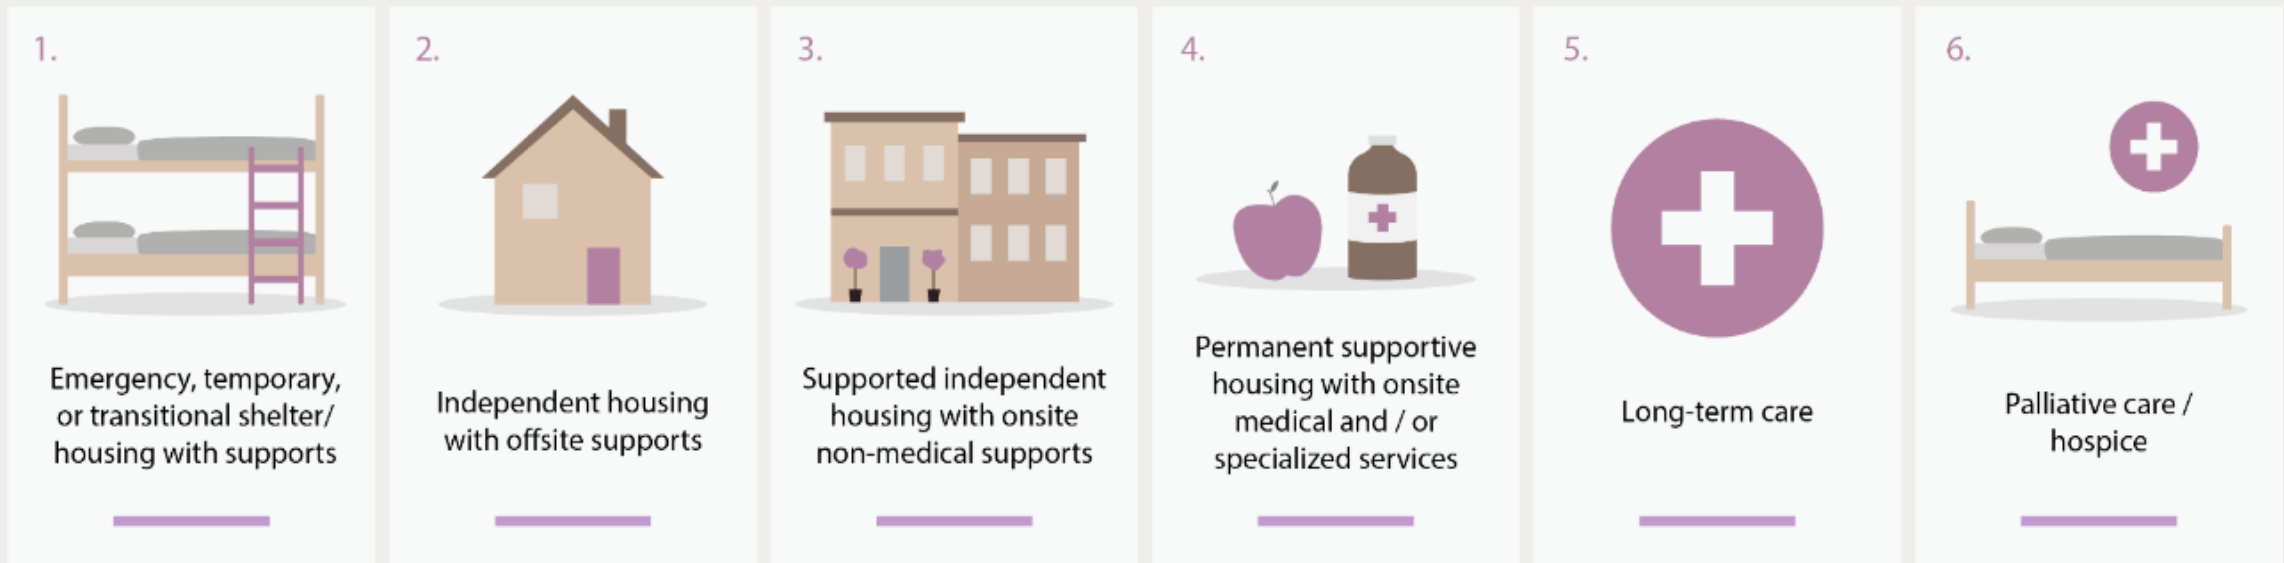 1.
Emergency, temporary,
or transitional shelter/
housing with supports
2.
Independent housing
with offsite supports
3.
Supported independent
housing with onsite
non-medical supports
4.
Permanent supportive
housing with onsite
medical and / or
specialized services
5.
Long-term care
6.
Palliative care /
hospice